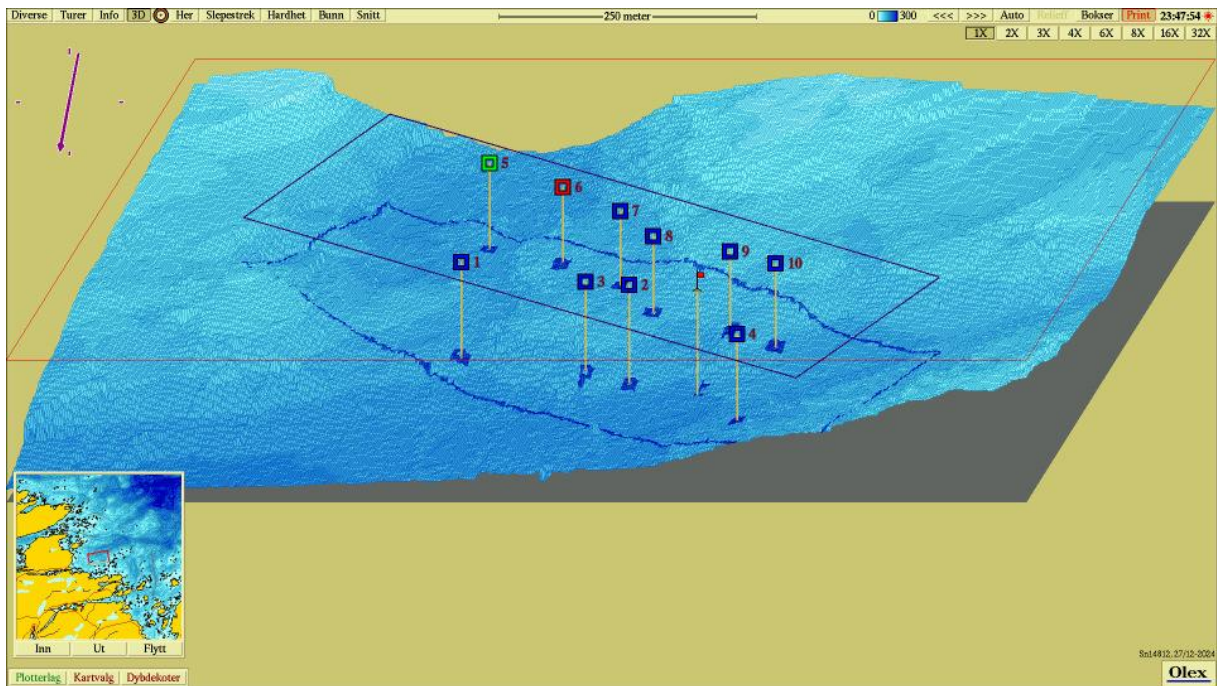 Diverse Turer Info 3D Her Slepestrek Hardhet Bunn Snitt 250 meter 0 300 <<< >>> Auto Relieff Bokser Print 23:47:54
1X 2X 3X 4X 6X 8X 16X 32X
5
6
7
8
9
1
10
3
2
4
Inn Ut Flytt
Sn14812, 27/12-2024
Plotterlag Kartvalg Dybdekoter
Olex